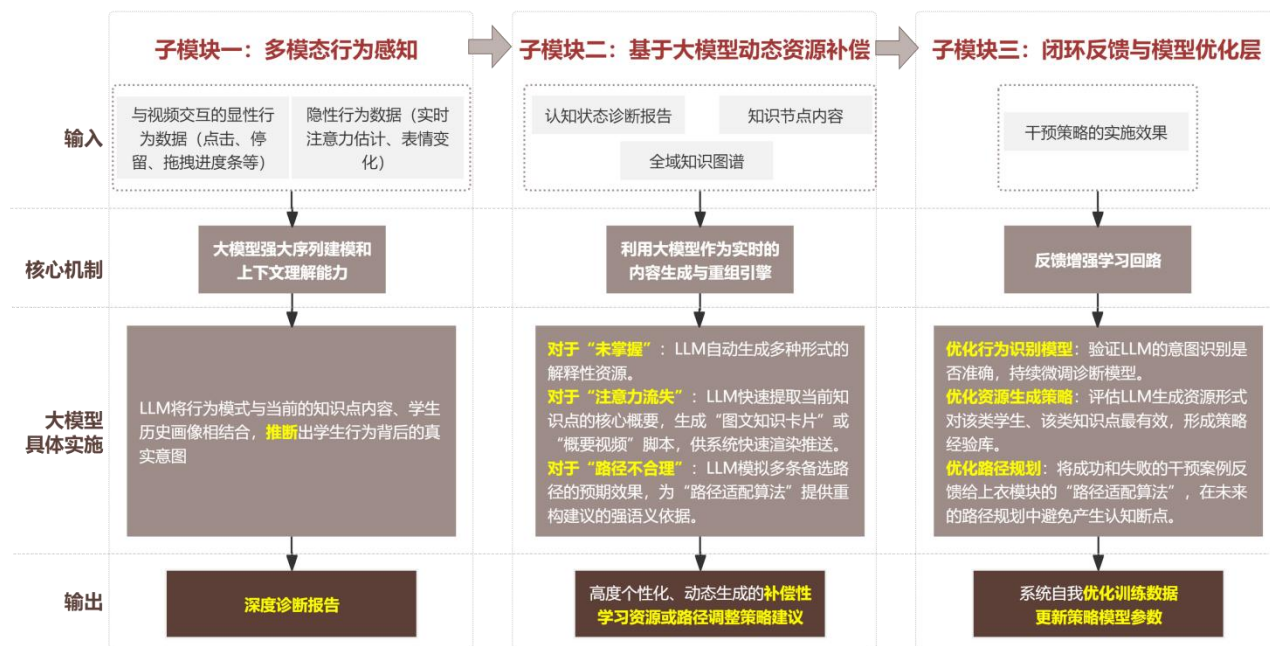 子模块一：多模态行为感知
子模块二：基于大模型动态资源补偿
子模块三：闭环反馈与模型优化层
输入
与视频交互的显性行
为数据（点击、停
留、拖拽进度条等）
隐性行为数据（实时
注意力估计、表情变
化）
认知状态诊断报告
知识节点内容
全域知识图谱
干预策略的实施效果
核心机制
大模型强大序列建模和
上下文理解能力
利用大模型作为实时的
内容生成与重组引擎
反馈增强学习回路
大模型
具体实施
LLM将行为模式与当前的知识点内容、学生
历史画像相结合，推断出学生行为背后的真
实意图
对于“未掌握”：LLM自动生成多种形式的
解释性资源。
对于“注意力流失”：LLM快速提取当前知
识点的核心概要，生成“图文知识卡片”或
“概要视频”脚本，供系统快速渲染推送。
对于“路径不合理”：LLM模拟多条备选路
径的预期效果，为“路径适配算法”提供重
构建议的强语义依据。
优化行为识别模型：验证LLM的意图识别是
否准确，持续微调诊断模型。
优化资源生成策略：评估LLM生成资源形式
对该类学生、该类知识点最有效，形成策略
经验库。
优化路径规划：将成功和失败的干预案例反
馈给上衣模块的“路径适配算法”，在未来
的路径规划中避免产生认知断点。
输出
深度诊断报告
高度个性化、动态生成的补偿性
学习资源或路径调整策略建议
系统自我优化训练数据
更新策略模型参数